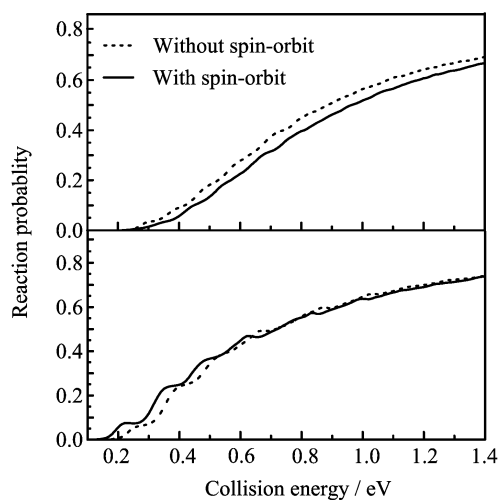 0.8
Without spin-orbit
With spin-orbit
0.6
0.4
0.2
0.0
Reaction probablity
0.8
0.6
0.4
0.2
0.0
0.2 0.4 0.6 0.8 1.0 1.2 1.4
Collision energy / eV